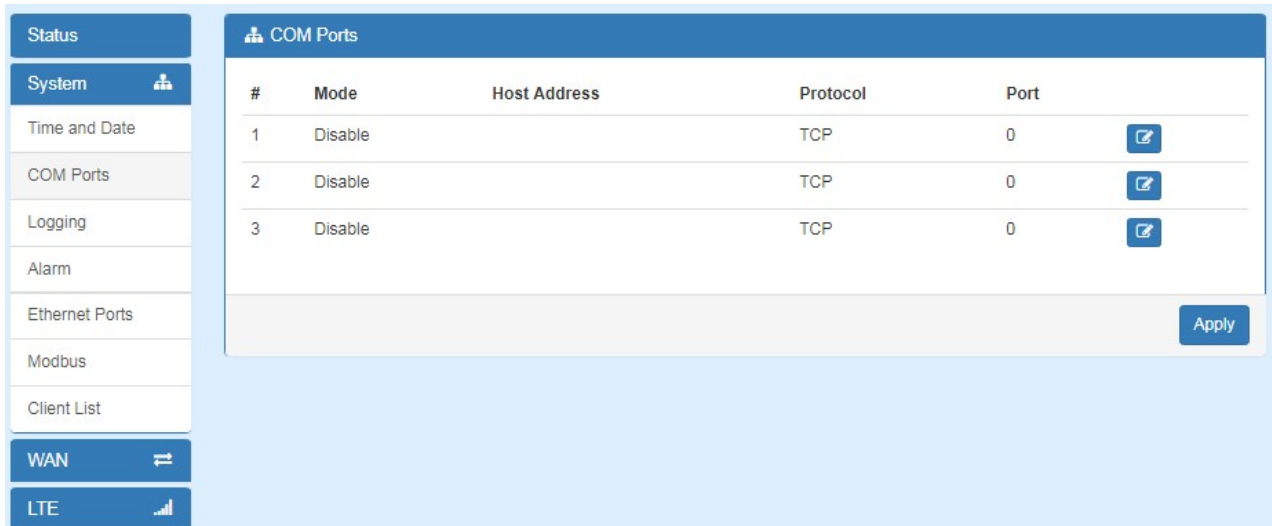 Status
System
Time and Date
COM Ports
Logging
Alarm
Ethernet Ports
Modbus
Client List
WAN
LTE
COM Ports
# Mode Host Address Protocol Port
1 Disable TCP 0
2 Disable TCP 0
3 Disable TCP 0
Apply